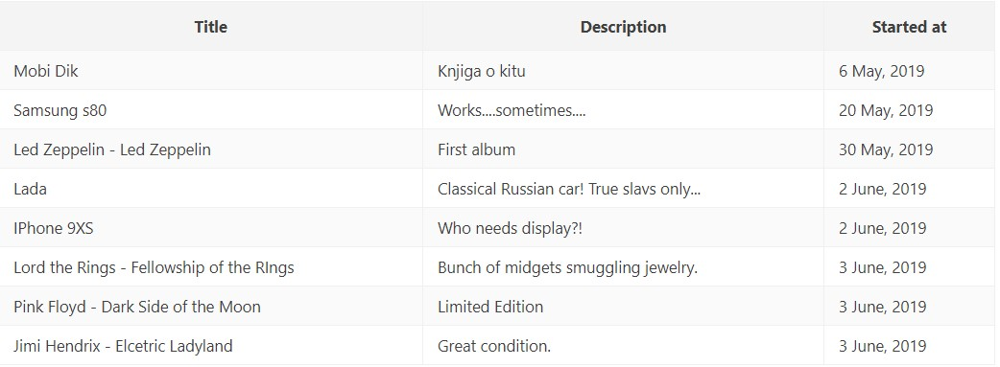 Title Description Started at
Mobi Dik Knjiga o kitu 6 May, 2019
Samsung s80 Works....sometimes.... 20 May, 2019
Led Zeppelin - Led Zeppelin First album 30 May, 2019
Lada Classical Russian car! True slavs only... 2 June, 2019
IPhone 9XS Who needs display?! 2 June, 2019
Lord the Rings - Fellowship of the RIngs Bunch of midgets smuggling jewelry. 3 June, 2019
Pink Floyd - Dark Side of the Moon Limited Edition 3 June, 2019
Jimi Hendrix - Elcetric Ladyland Great condition. 3 June, 2019